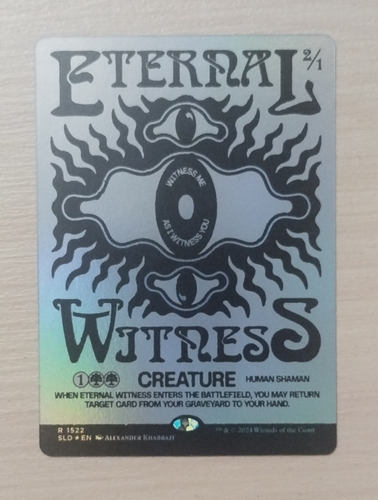 ETERNAL
2/1
WITNESS ME
AS I WITNESS YOU
WITNESS
1
CREATURE
HUMAN SHAMAN
WHEN ETERNAL WITNESS ENTERS THE BATTLEFIELD, YOU MAY RETURN
TARGET CARD FROM YOUR GRAVEYARD TO YOUR HAND.
R 1522
SLD ★ EN ALEXANDER KHABBAZI
™ & © 2024 Wizards of the Coast